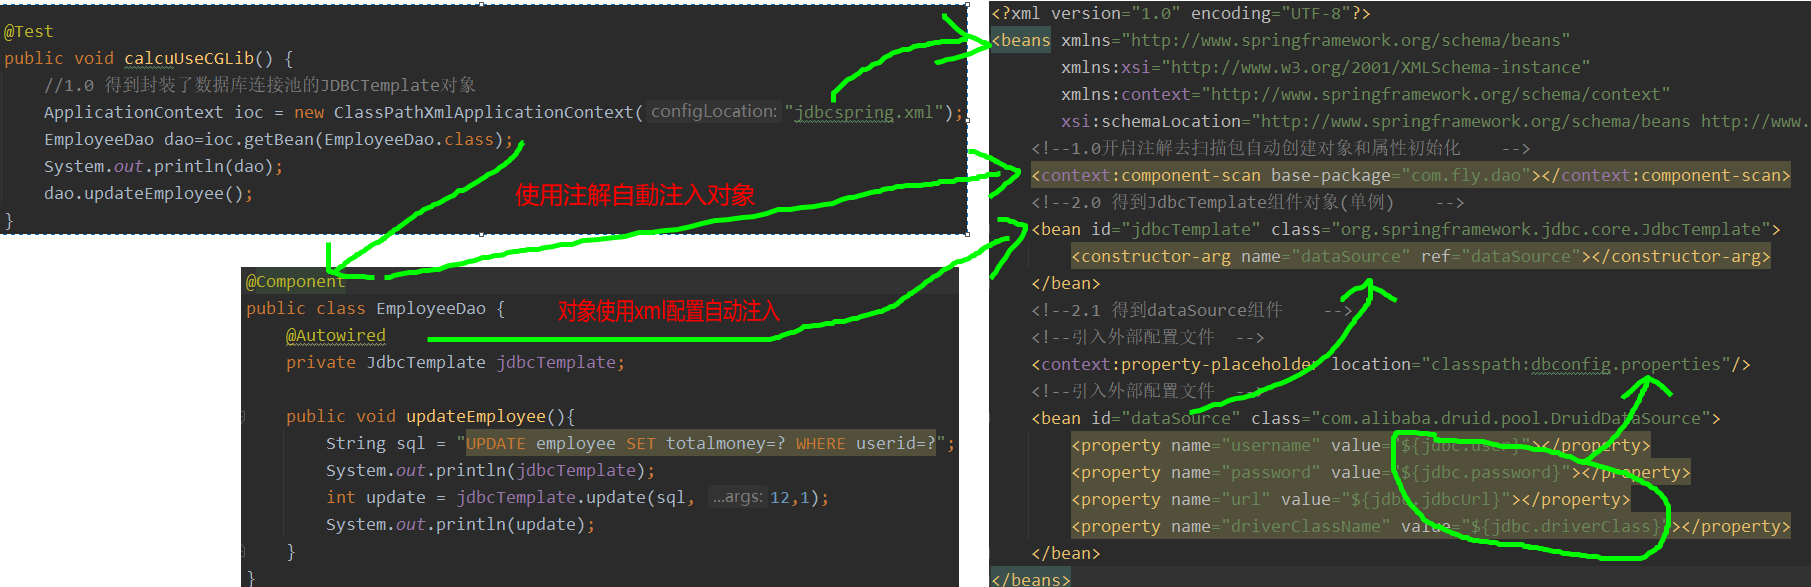 @Test
public void calcuUseCGLib() {
//1.0 得到封装了数据库连接池的JDBCTemplate对象
ApplicationContext ioc = new ClassPathXmlApplicationContext( configLocation: "jdbcspring.xml");
EmployeeDao dao=ioc.getBean(EmployeeDao.class);
System.out.println(dao);
dao.updateEmployee();
}
使用注解自動注入对象
@Component
public class EmployeeDao {
对象使用xml配置自动注入
@Autowired
private JdbcTemplate jdbcTemplate;
public void updateEmployee(){
String sql = "UPDATE employee SET totalmoney=? WHERE userid=?";
System.out.println(jdbcTemplate);
int update = jdbcTemplate.update(sql, ...args: 12,1);
System.out.println(update);
}
}
<?xml version="1.0" encoding="UTF-8"?>
<beans xmlns="http://www.springframework.org/schema/beans"
xmlns:xsi="http://www.w3.org/2001/XMLSchema-instance"
xmlns:context="http://www.springframework.org/schema/context"
xsi:schemaLocation="http://www.springframework.org/schema/beans http://www.
<!--1.0开启注解去扫描包自动创建对象和属性初始化 -->
<context:component-scan base-package="com.fly.dao"></context:component-scan>
<!--2.0 得到JdbcTemplate组件对象(单例) -->
<bean id="jdbcTemplate" class="org.springframework.jdbc.core.JdbcTemplate">
<constructor-arg name="dataSource" ref="dataSource"></constructor-arg>
</bean>
<!--2.1 得到dataSource组件 -->
<!--引入外部配置文件 -->
<context:property-placeholder location="classpath:dbconfig.properties"/>
<!--引入外部配置文件 -->
<bean id="dataSource" class="com.alibaba.druid.pool.DruidDataSource">
<property name="username" value="${jdbc.user}"></property>
<property name="password" value="${jdbc.password}"></property>
<property name="url" value="${jdbc.jdbcUrl}"></property>
<property name="driverClassName" value="${jdbc.driverClass}"></property>
</bean>
</beans>